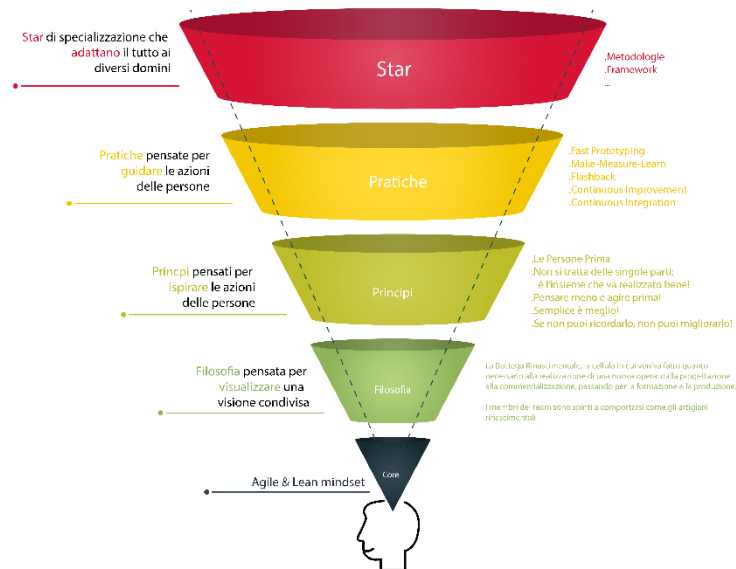 Star di specializzazione che
adattano il tutto ai
diversi domini
Star
.Metodologie
.Framework
...
Pratiche pensate per
guidare le azioni
delle persone
Pratiche
.Fast Prototyping
.Make-Measure-Learn
.Flashback
.Continuous Improvement
.Continuous Integration
Princpi pensati per
ispirare le azioni
delle persone
Principi
.Le Persone Prima
.Non si tratta delle singole parti:
è l'insieme che va realizzato bene!
.Pensare meno e agire prima!
.Semplice è meglio!
.Se non puoi ricordarlo, non puoi migliorarlo!
Filosofia pensata per
visualizzare una
visione condivisa
Filosofia
La Bottega Rinascimentale, la cellula in cui veniva fatto quanto
necessario alla realizzazione di una nuova opera: dalla progettazione
alla commercializzazione, passando per la formazione e la produzione.
I membri del team sono spinti a comportarsi come gli artigiani
rinascimentali
Agile & Lean mindset
Core